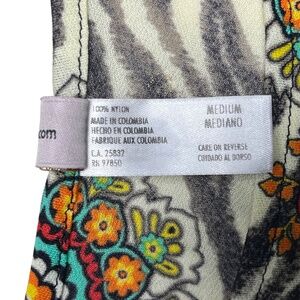 .com
100% NYLON
MADE IN COLOMBIA
HECHO EN COLOMBIA
FABRIQUE AUX COLOMBIA
C.A. 25832
RN 97850
MEDIUM
MEDIANO
CARE ON REVERSE
CUIDADO AL DORSO